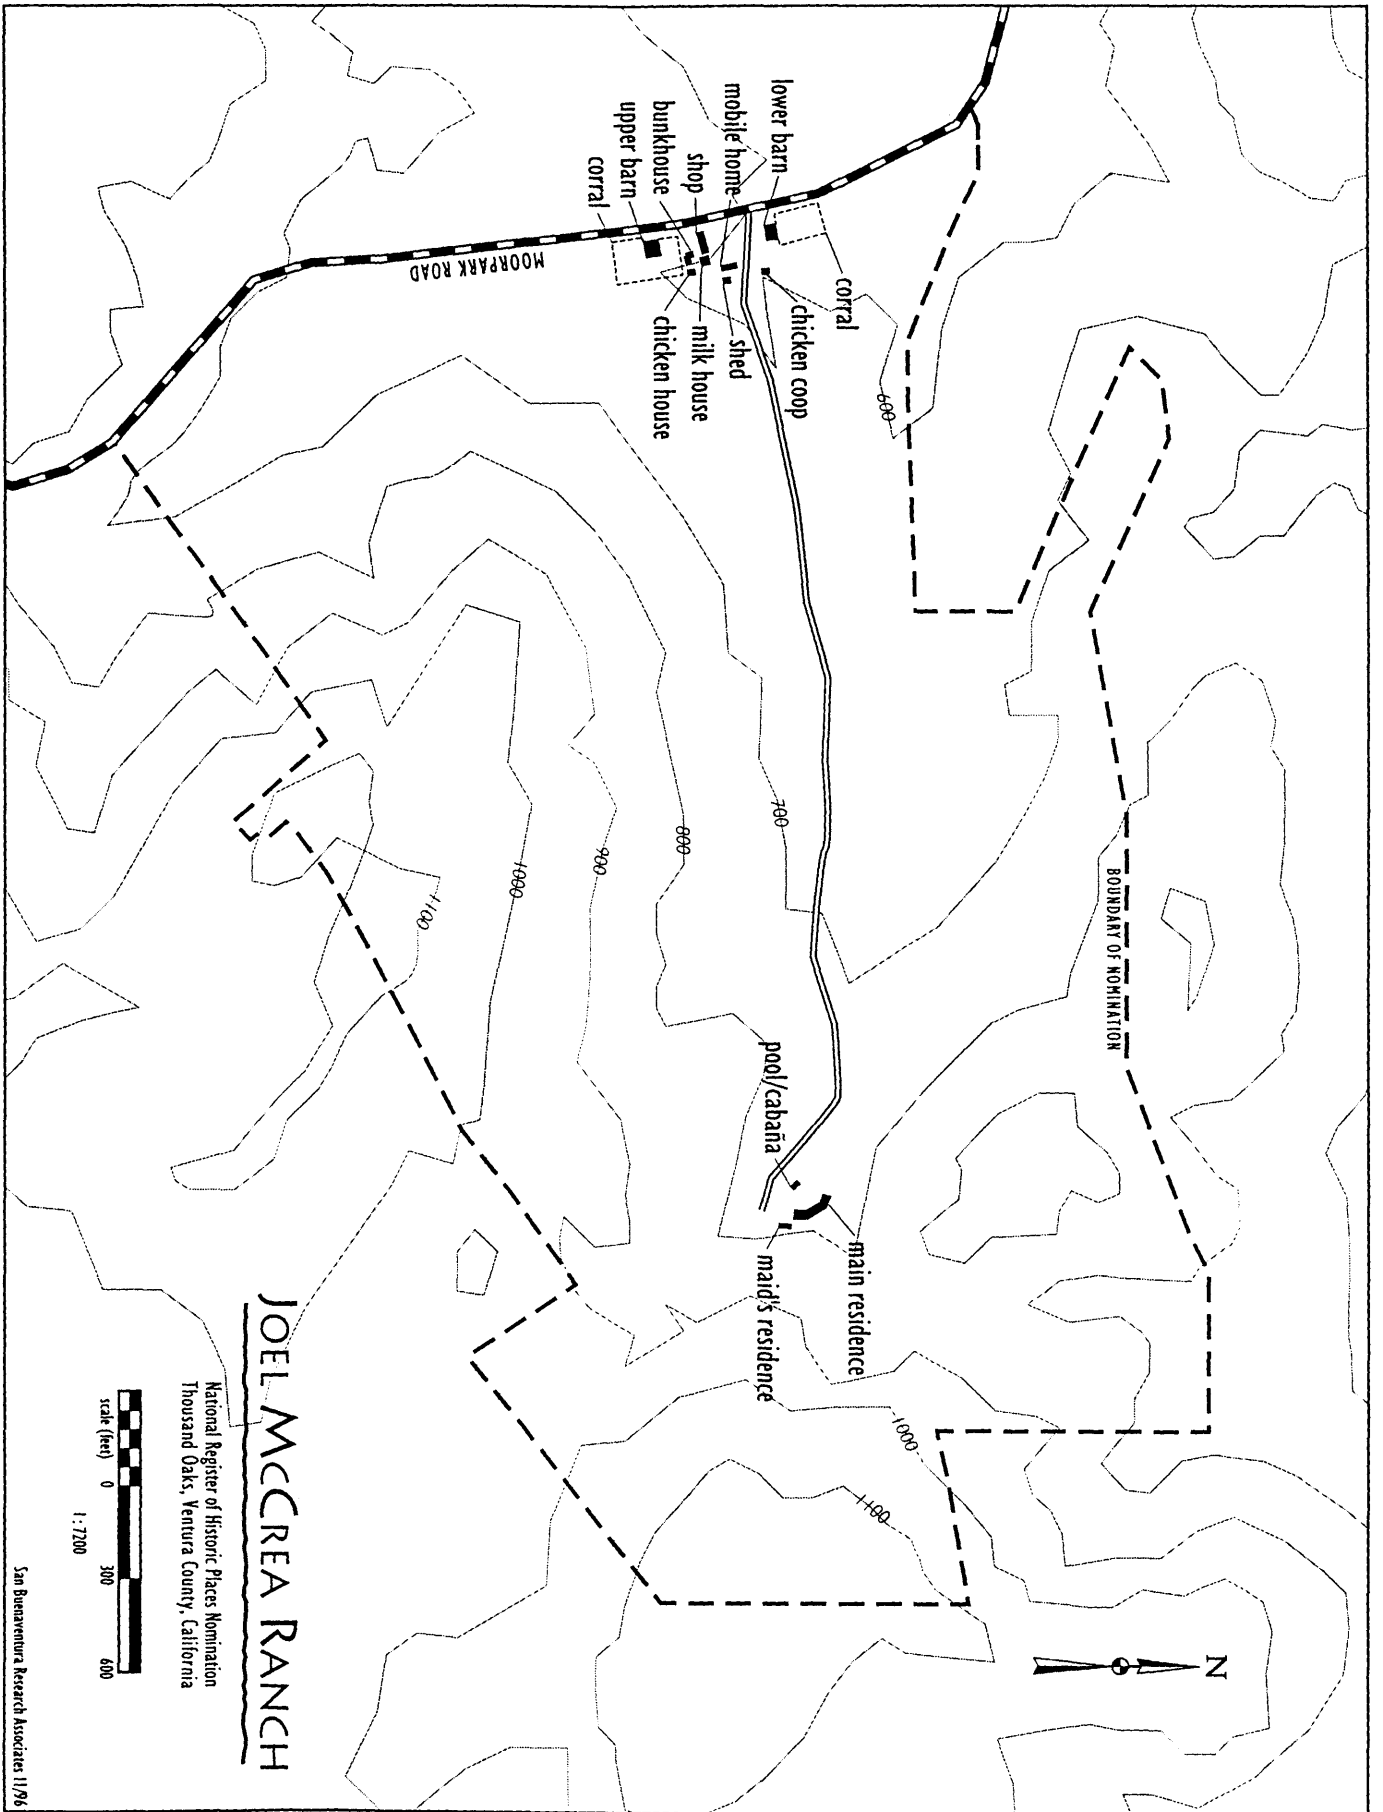 N
BOUNDARY OF NOMINATION
1000
1100
main residence
maid's residence
pool/cabaña
corral
chicken coop
lower barn
mobile home
shed
shop
milk house
bunkhouse
chicken house
upper barn
corral
MOORPARK ROAD
600
700
800
900
1000
1100
JOEL MCCREA RANCH
National Register of Historic Places Nomination
Thousand Oaks, Ventura County, California
scale (feet) 0 300 600
1:7200
San Buenaventura Research Associates 11/96